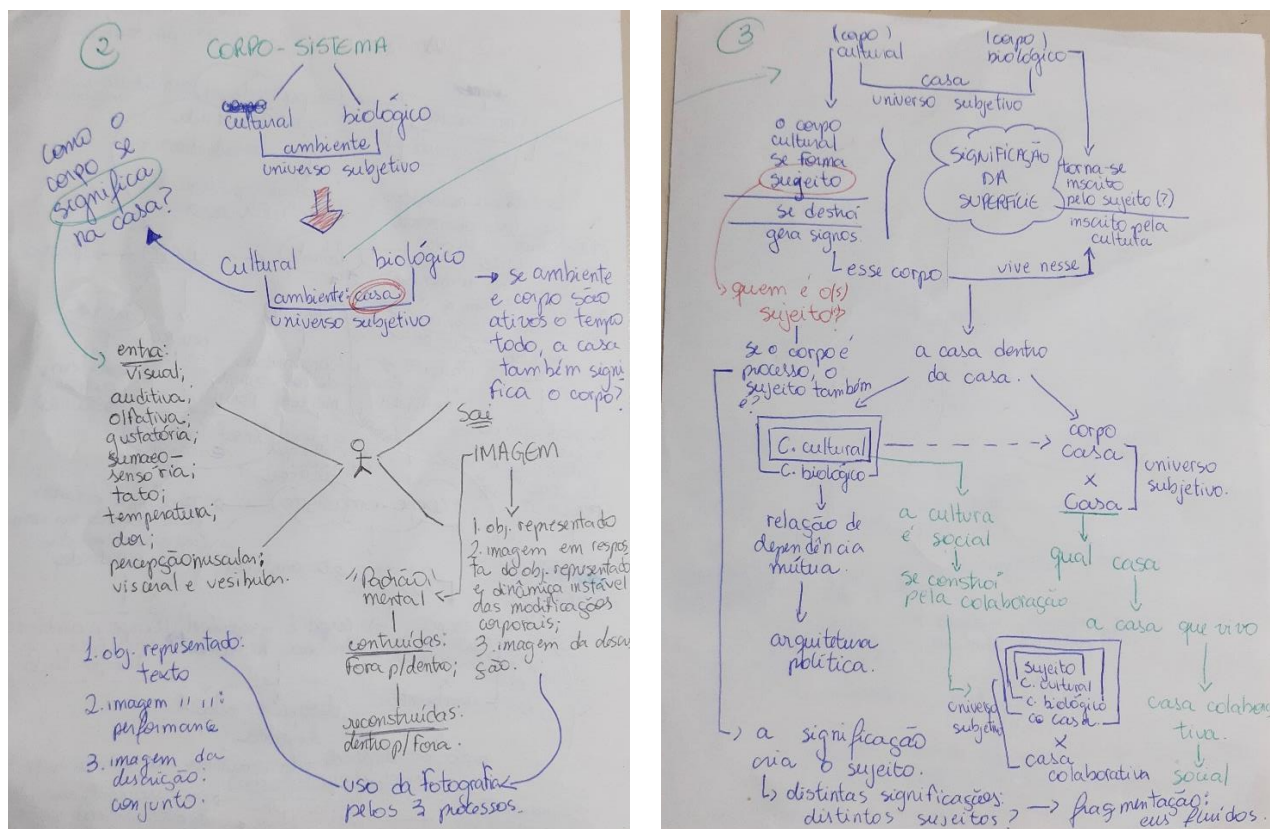 2
CORPO-SISTEMA
cultural
biológico
ambiente
universo subjetivo
como o
corpo se
significa
na casa?
Cultural
biológico
ambiente: casa
universo subjetivo
→ se ambiente
e corpo são
ativos o tempo
todo, a casa
também signi
fica o corpo?
entra:
visual;
auditiva;
olfativa;
gustatória;
sensória;
tato;
temperatura;
dor;
percepção muscular;
visceral e vesibular.
Sai
IMAGEM
1. obj. representado
2. imagem em respos
ta do obj. representado
e dinâmica instável
das modificações
corporais;
3. imagem da descri
ção.
"Padrão"
mental
contruídas:
fora p/dentro;
reconstruídas:
dentro p/fora.
1. obj. representado:
texto
2. imagem " ":
performance
3. imagem da
descrição:
conjunto.
uso da fotografia
pelos 3 processos.
3
(corpo)
cultural
(corpo)
biológico
casa
universo subjetivo
o corpo
cultural
se forma
sujeito
se destrói
gera signos.
SIGNIFICAÇÃO
DA
SUPERFÍCIE
torna-se
inscrito
pelo sujeito (?)
inscrito pela
cultura
esse corpo
vive nesse
quem é o(s)
sujeito?
se o corpo é
processo, o
sujeito também
é?
a casa dentro
da casa.
C. cultural
C. biológico
corpo
casa
x
Casa
universo
subjetivo.
relação de
dependência
mútua.
arquitetura
política.
a cultura
é social
se constrói
pela colaboração
qual casa
a casa que vivo
casa colabora
tiva.
social
universo
subjetivo
sujeito
C. cultural
C. biológico
co casa
x
casa
colaborativa
a significação
cria o sujeito.
distintas significações:
distintos sujeitos? → fragmentação:
eus fluidos.